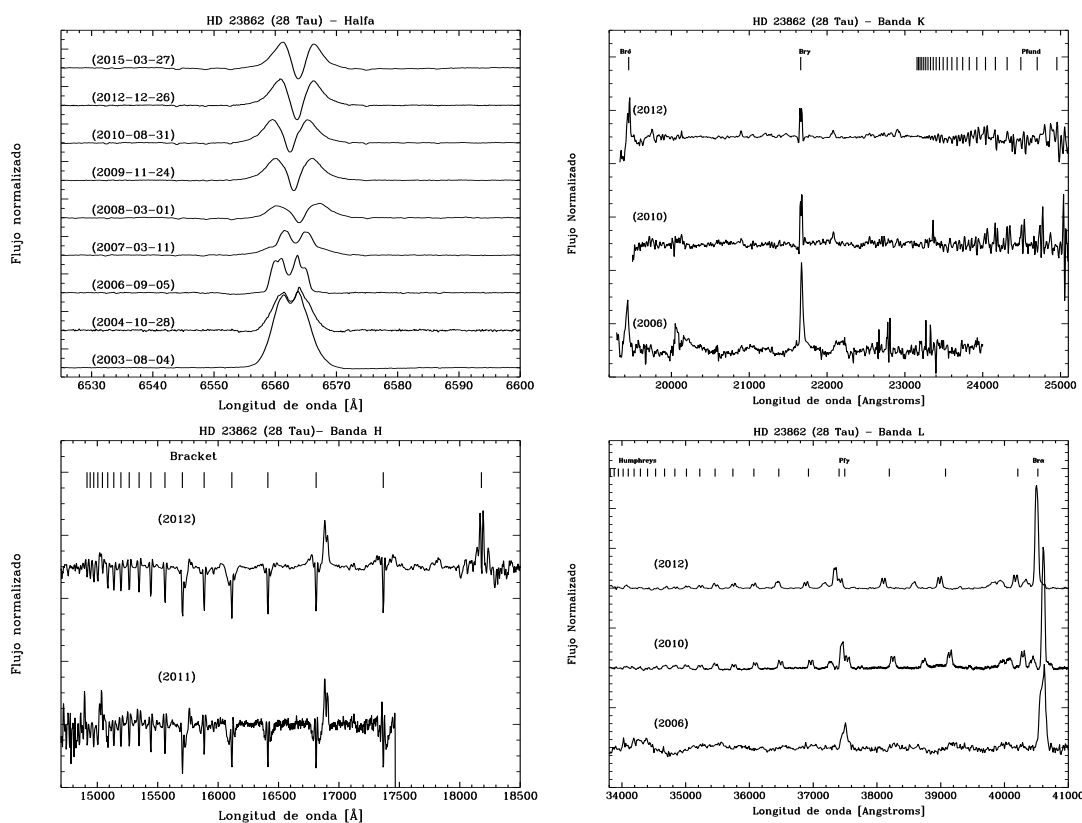 HD 23862 (28 Tau) - Halfa
(2015-03-27)
(2012-12-26)
(2010-08-31)
(2009-11-24)
(2008-03-01)
(2007-03-11)
(2006-09-05)
(2004-10-28)
(2003-08-04)
Flujo normalizado
6530 6540 6550 6560 6570 6580 6590 6600
Longitud de onda [Å]
HD 23862 (28 Tau) - Banda K
Brδ Brγ Pfund
(2012)
(2010)
(2006)
Flujo Normalizado
20000 21000 22000 23000 24000 25000
Longitud de onda [Angstroms]
HD 23862 (28 Tau)- Banda H
Bracket
(2012)
(2011)
Flujo normalizado
15000 15500 16000 16500 17000 17500 18000 18500
Longitud de onda [Å]
HD 23862 (28 Tau) - Banda L
Humphreys Pfγ Brα
(2012)
(2010)
(2006)
Flujo Normalizado
34000 35000 36000 37000 38000 39000 40000 4100
Longitud de onda [Angstroms]